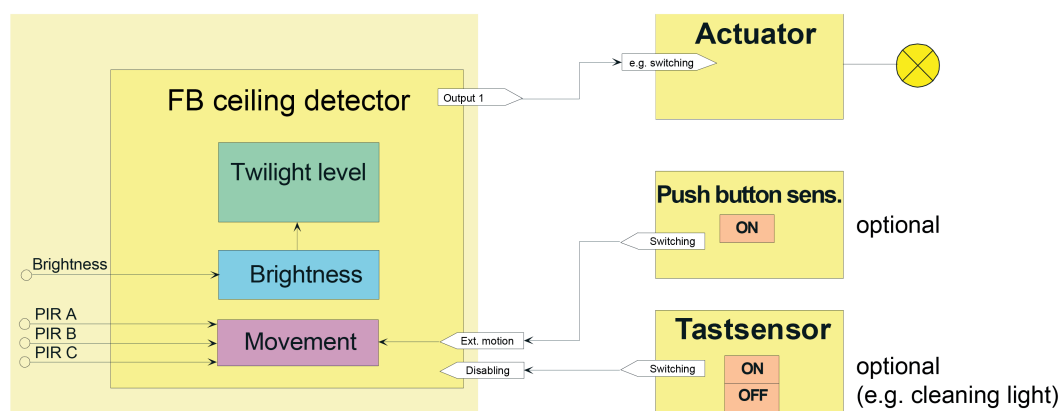 Actuator
e.g. switching
FB ceiling detector
Output 1
Twilight level
Push button sens.
ON
optional
Switching
Brightness
Brightness
PIR A
PIR B
PIR C
Movement
Ext. motion
Tastsensor
Disabling
Switching
ON
OFF
optional
(e.g. cleaning light)